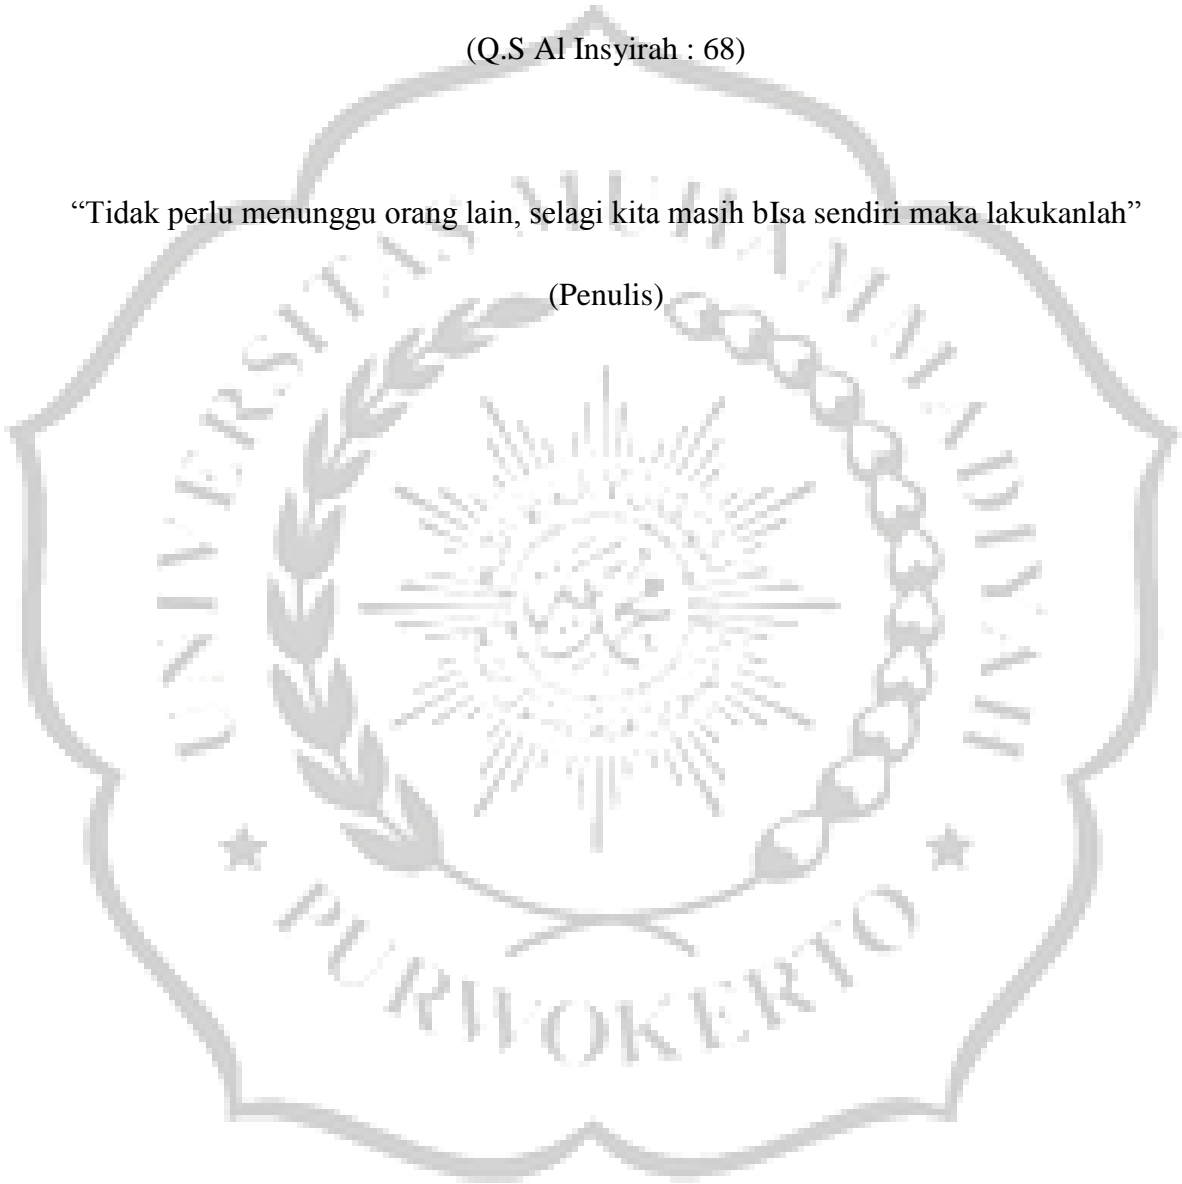 (Q.S Al Insyirah : 68)
“Tidak perlu menunggu orang lain, selagi kita masih bIsa sendiri maka lakukanlah”
(Penulis)
UNIVERSITAS MUHAMMADIYAH
PURWOKERTO